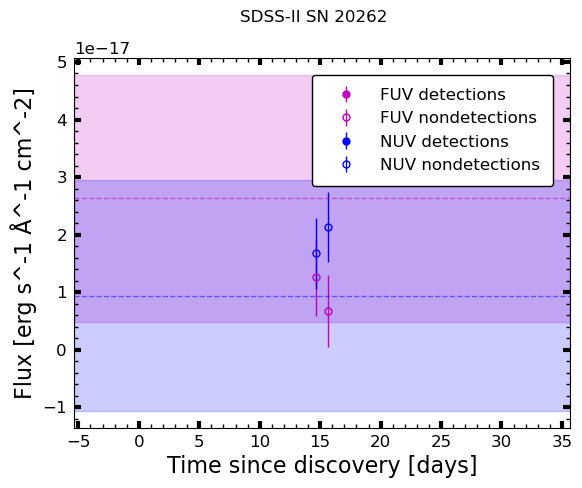 SDSS-II SN 20262
1e−17
5
4
3
2
1
0
−1
Flux [erg s^-1 Å^-1 cm^-2]
FUV detections
FUV nondetections
NUV detections
NUV nondetections
−5 0 5 10 15 20 25 30 35
Time since discovery [days]